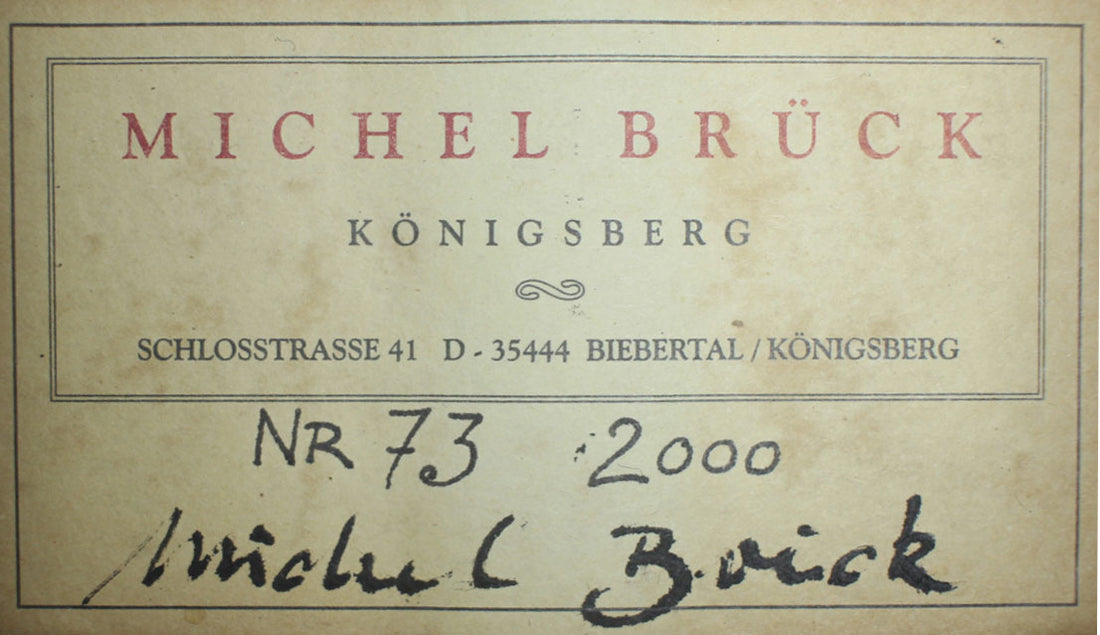 MICHEL BRÜCK
KÖNIGSBERG
SCHLOSSTRASSE 41 D - 35444 BIEBERTAL / KÖNIGSBERG
NR 73 2000
Michel Brück